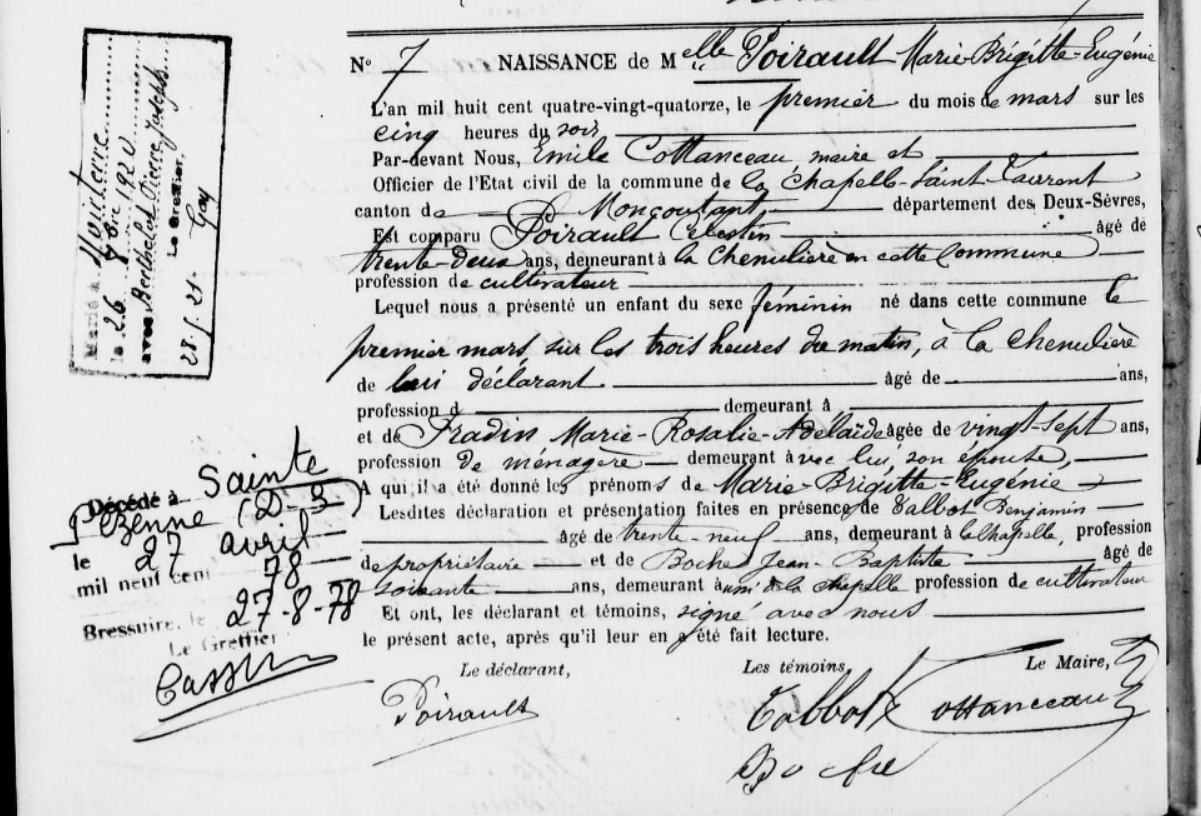 N° 7 NAISSANCE de Melle Poirault Marie-Brigitte-Eugénie
L'an mil huit cent quatre-vingt-quatorze, le premier du mois de mars sur les
cinq heures du soir
Par-devant Nous, Emile Cottanceau maire et
Officier de l'Etat civil de la commune de la Chapelle-Saint-Laurent
canton de Moncoutant département des Deux-Sèvres,
Est comparu Poirault Célestin âgé de
trente-deux ans, demeurant à la Chenulière en cette commune
profession de cultivateur
Lequel nous a présenté un enfant du sexe féminin né dans cette commune le
premier mars, sur les trois heures du matin, à la Chenulière
de lui déclarant âgé de ans,
profession d demeurant à
et de Fradin Marie-Rosalie-Adelaïde âgée de vingt-sept ans,
profession de ménagère demeurant avec lui, son épouse,
A qui il a été donné les prénoms de Marie-Brigitte-Eugénie
Lesdites déclaration et présentation faites en présence de Talbot Benjamin
âgé de trente-neuf ans, demeurant à la Chapelle, profession
de propriétaire et de Boche Jean-Baptiste âgé de
soixante ans, demeurant à la chapelle profession de cultivateur
Et ont, les déclarant et témoins, signé avec nous
le présent acte, après qu'il leur en a été fait lecture.
Le déclarant, Les témoins, Le Maire,
Poirault Talbot Cottanceau
Boche
Marié à Noirterre
le 26 8bre 1920
avec Berthelot Pierre Joseph
Le Greffier,
28.1.21. Goy
Décédé à Sainte
(D-S)
le 27 avril
mil neuf cent 78
Bressuire, le 27-8-78
Le Greffier